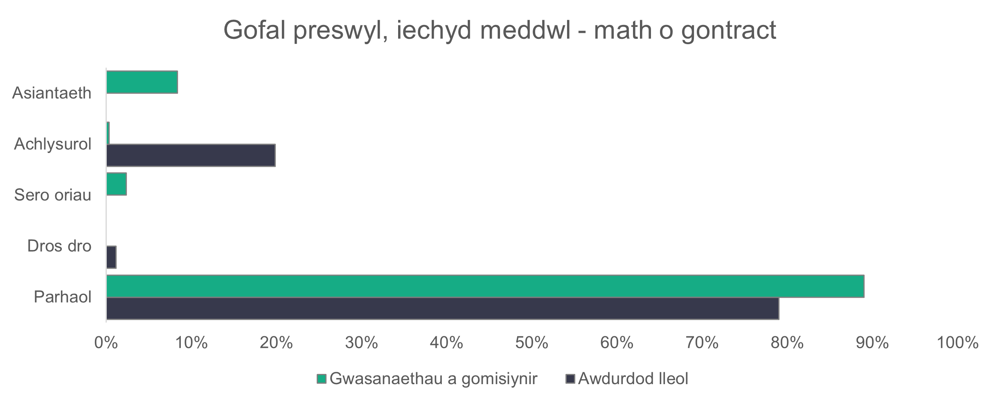 Gofal preswyl, iechyd meddwl - math o gontract
Asiantaeth
Achlysurol
Sero oriau
Dros dro
Parhaol
0% 10% 20% 30% 40% 50% 60% 70% 80% 90% 100%
Gwasanaethau a gomisiynir Awdurdod lleol